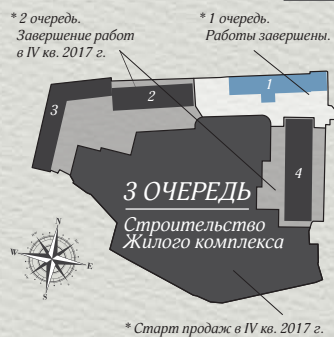 * 2 очередь.
Завершение работ
в IV кв. 2017 г.
* 1 очередь.
Работы завершены.
1
2
3
4
3 ОЧЕРЕДЬ
Строительство
Жилого комплекса
N
W
E
S
* Старт продаж в IV кв. 2017 г.